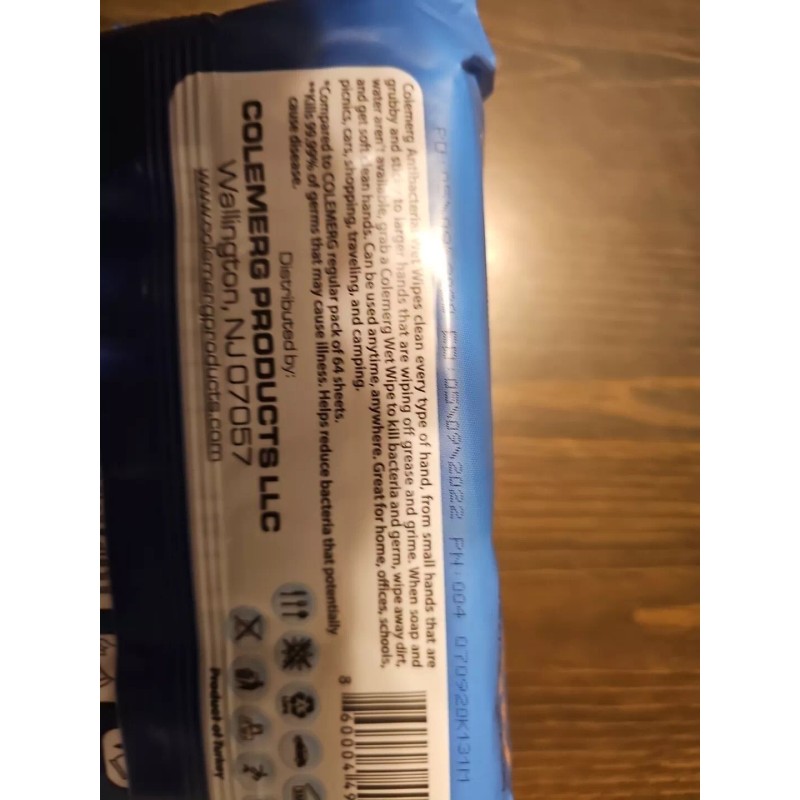 ED: 05\09\2022 PN: 004 070920K131M
Colemerg Antibacterial Wet Wipes clean every type of hand, from small hands that are
grubby and sticky to larger hands that are wiping off grease and grime. When soap and
water aren't available, grab a Colemerg Wet Wipe to kill bacteria and germ, wipe away dirt,
and get soft clean hands. Can be used anytime, anywhere. Great for home, offices, schools,
picnics, cars, shopping, traveling, and camping.
*Compared to COLEMERG regular pack of 64 sheets.
**Kills 99.99% of germs that may cause illness. Helps reduce bacteria that potentially
cause disease.
Distributed by:
COLEMERG PRODUCTS LLC
Wallington, NJ 07057
www.colemergproducts.com
Product of Turkey
8 60004 49